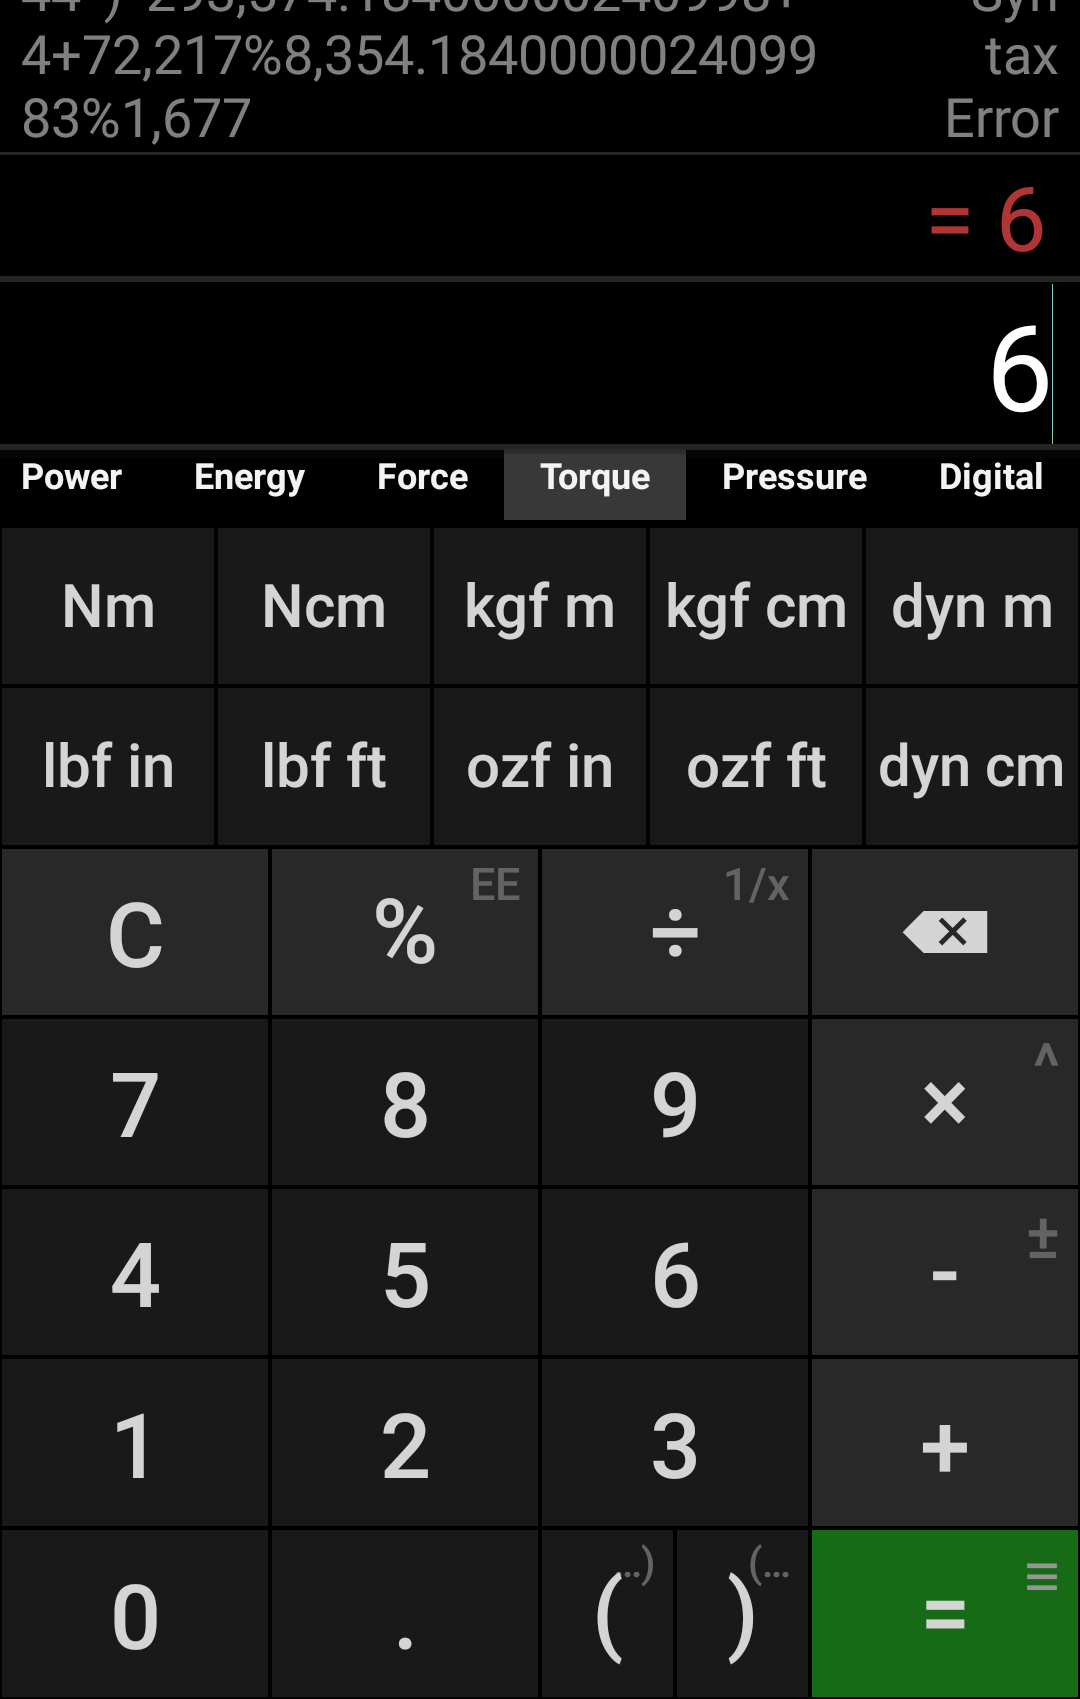 4+72,217%8,354.1840000024099 tax
83%1,677 Error
= 6
6
Power Energy Force Torque Pressure Digital
Nm Ncm kgf m kgf cm dyn m
lbf in lbf ft ozf in ozf ft dyn cm
C % EE ÷ 1/x
7 8 9 × ^
4 5 6 - ±
1 2 3 +
0 . ( ..) ) (... = ≡